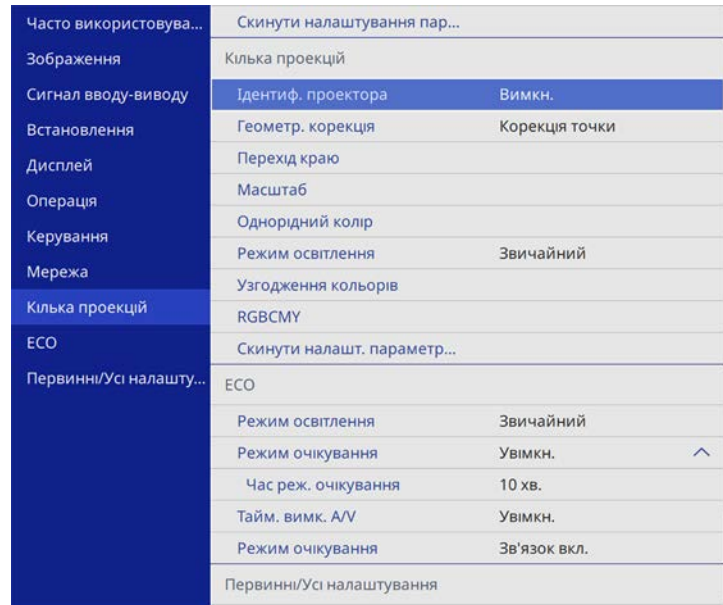 Часто використовува...
Зображення
Сигнал вводу-виводу
Встановлення
Дисплей
Операція
Керування
Мережа
Кілька проекцій
ECO
Первинні/Усі налашту...
Скинути налаштування пар...
Кілька проекцій
Ідентиф. проектора Вимкн.
Геометр. корекція Корекція точки
Перехід краю
Масштаб
Однорідний колір
Режим освітлення Звичайний
Узгодження кольорів
RGBCMY
Скинути налашт. параметр...
ECO
Режим освітлення Звичайний
Режим очікування Увімкн.
Час реж. очікування 10 хв.
Тайм. вимк. A/V Увімкн.
Режим очікування Зв'язок вкл.
Первинні/Усі налаштування